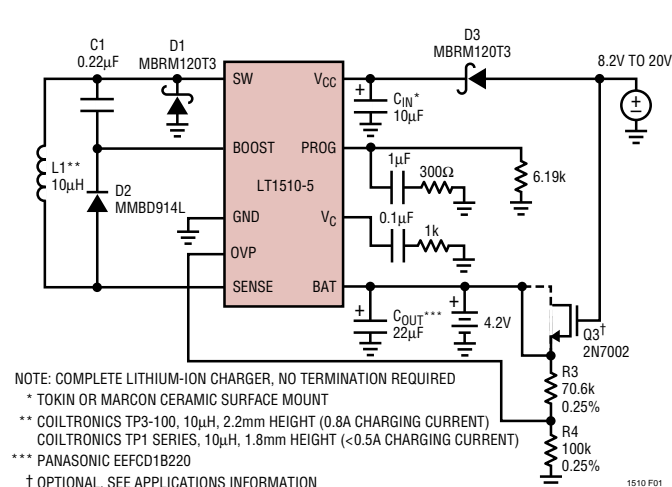 C1
0.22µF
D1
MBRM120T3
D3
MBRM120T3
8.2V TO 20V
SW
VCC
+
CIN*
10µF
±
BOOST
PROG
L1**
10µH
1µF
300Ω
6.19k
LT1510-5
D2
MMBD914L
GND
VC
0.1µF
1k
OVP
SENSE
BAT
+
COUT***
22µF
+
4.2V
Q3†
2N7002
R3
70.6k
0.25%
R4
100k
0.25%
NOTE: COMPLETE LITHIUM-ION CHARGER, NO TERMINATION REQUIRED
* TOKIN OR MARCON CERAMIC SURFACE MOUNT
** COILTRONICS TP3-100, 10µH, 2.2mm HEIGHT (0.8A CHARGING CURRENT)
COILTRONICS TP1 SERIES, 10µH, 1.8mm HEIGHT (<0.5A CHARGING CURRENT)
*** PANASONIC EEFCD1B220
† OPTIONAL, SEE APPLICATIONS INFORMATION
1510 F01